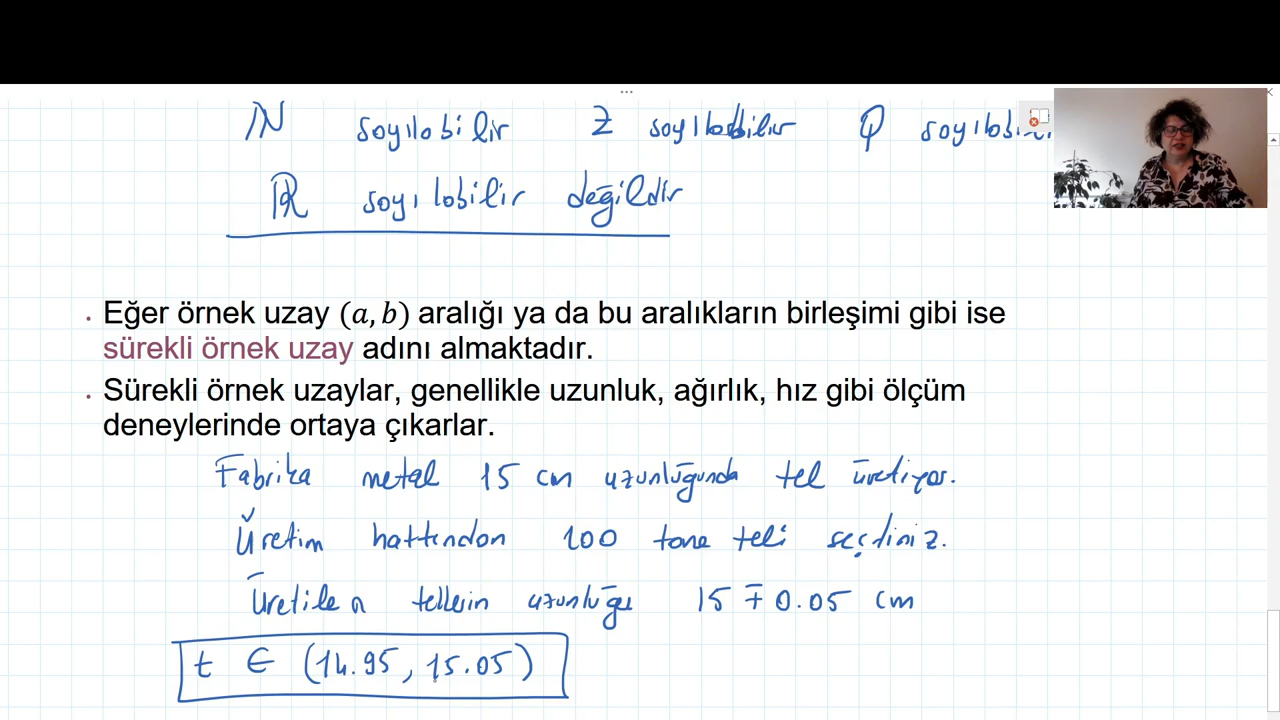 ℕ sayılabilir ℤ sayılabilir ℚ sayılabilir
ℝ sayılabilir değildir
• Eğer örnek uzay (a, b) aralığı ya da bu aralıkların birleşimi gibi ise
sürekli örnek uzay adını almaktadır.
• Sürekli örnek uzaylar, genellikle uzunluk, ağırlık, hız gibi ölçüm
deneylerinde ortaya çıkarlar.
Fabrika metal 15 cm uzunluğunda tel üretiyor.
Üretim hattından 100 tane teli seçtiniz.
Üretilen tellerin uzunluğu 15 ∓ 0.05 cm
t ∈ (14.95, 15.05)